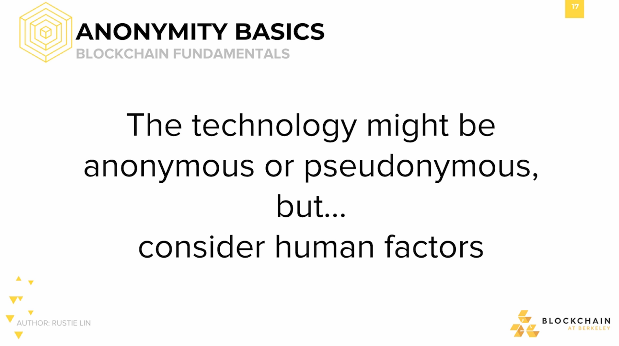 17
ANONYMITY BASICS
BLOCKCHAIN FUNDAMENTALS
The technology might be
anonymous or pseudonymous,
but...
consider human factors
AUTHOR: RUSTIE LIN
BLOCKCHAIN
AT BERKELEY